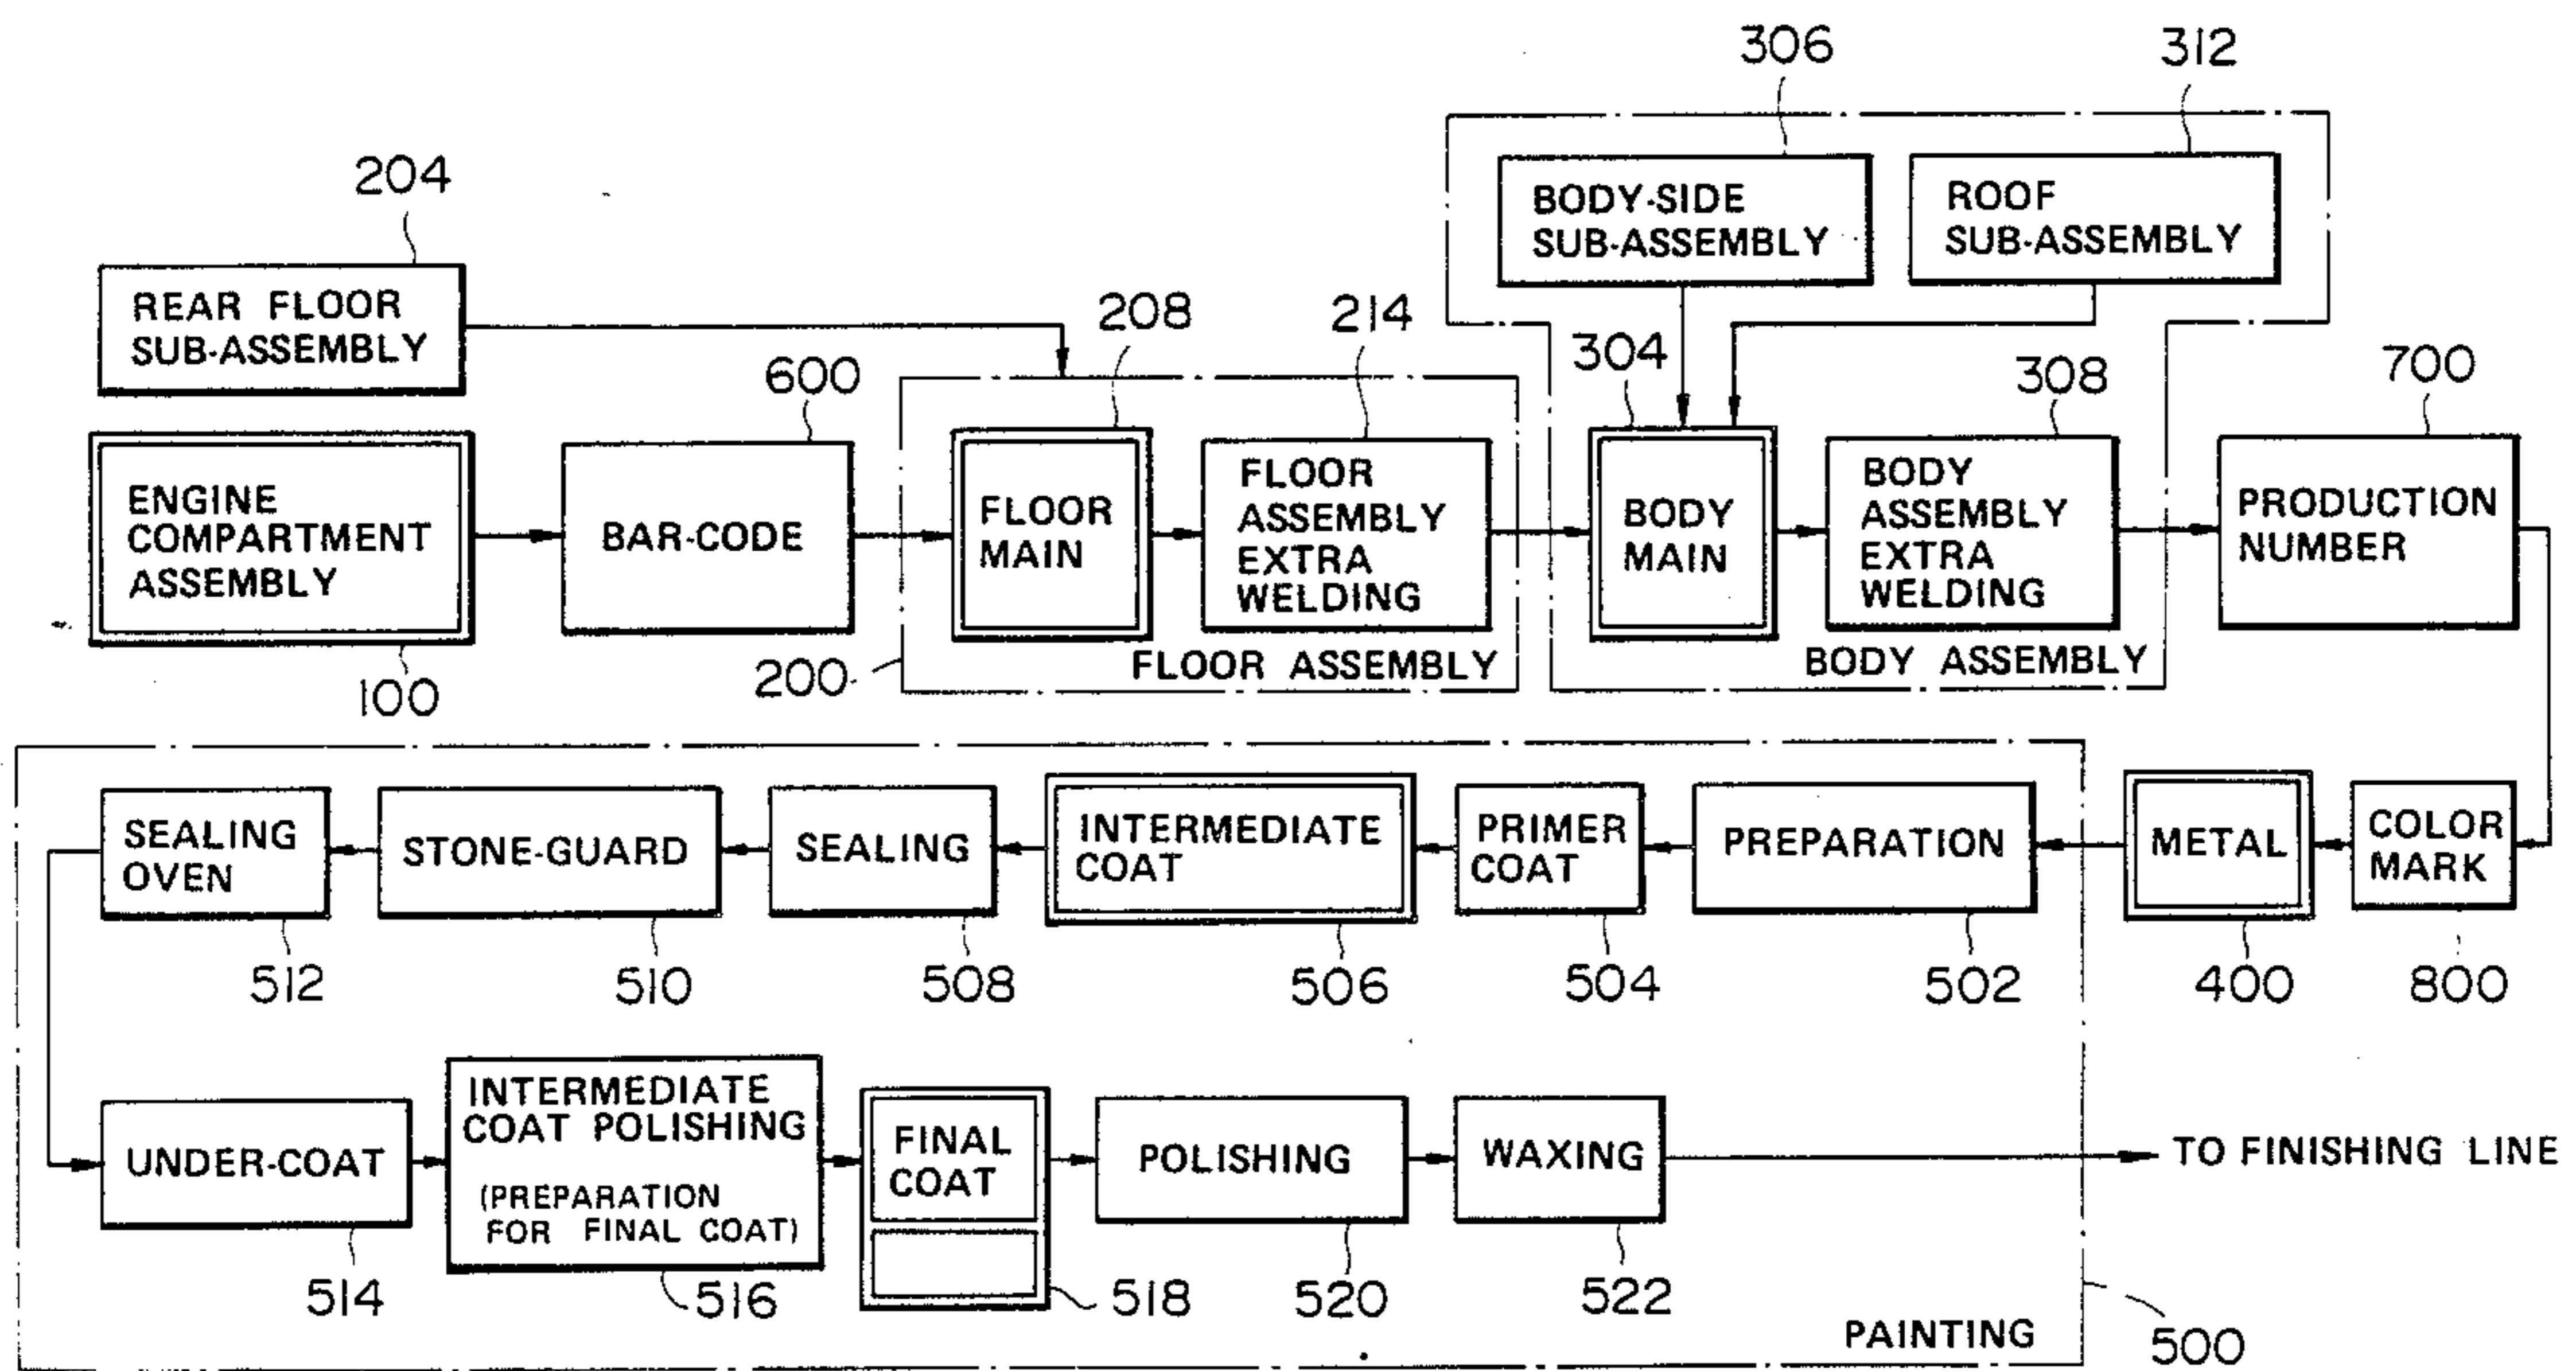 306
312
204
BODY-SIDE
SUB-ASSEMBLY
ROOF
SUB-ASSEMBLY
REAR FLOOR
SUB-ASSEMBLY
208
214
304
308
700
600
ENGINE
COMPARTMENT
ASSEMBLY
BAR-CODE
FLOOR
MAIN
FLOOR
ASSEMBLY
EXTRA
WELDING
BODY
MAIN
BODY
ASSEMBLY
EXTRA
WELDING
PRODUCTION
NUMBER
100
200
FLOOR ASSEMBLY
BODY ASSEMBLY
SEALING
OVEN
STONE-GUARD
SEALING
INTERMEDIATE
COAT
PRIMER
COAT
PREPARATION
METAL
COLOR
MARK
512
510
508
506
504
502
400
800
UNDER-COAT
INTERMEDIATE
COAT POLISHING
(PREPARATION
FOR FINAL COAT)
FINAL
COAT
POLISHING
WAXING
TO FINISHING LINE
514
516
518
520
522
PAINTING
500